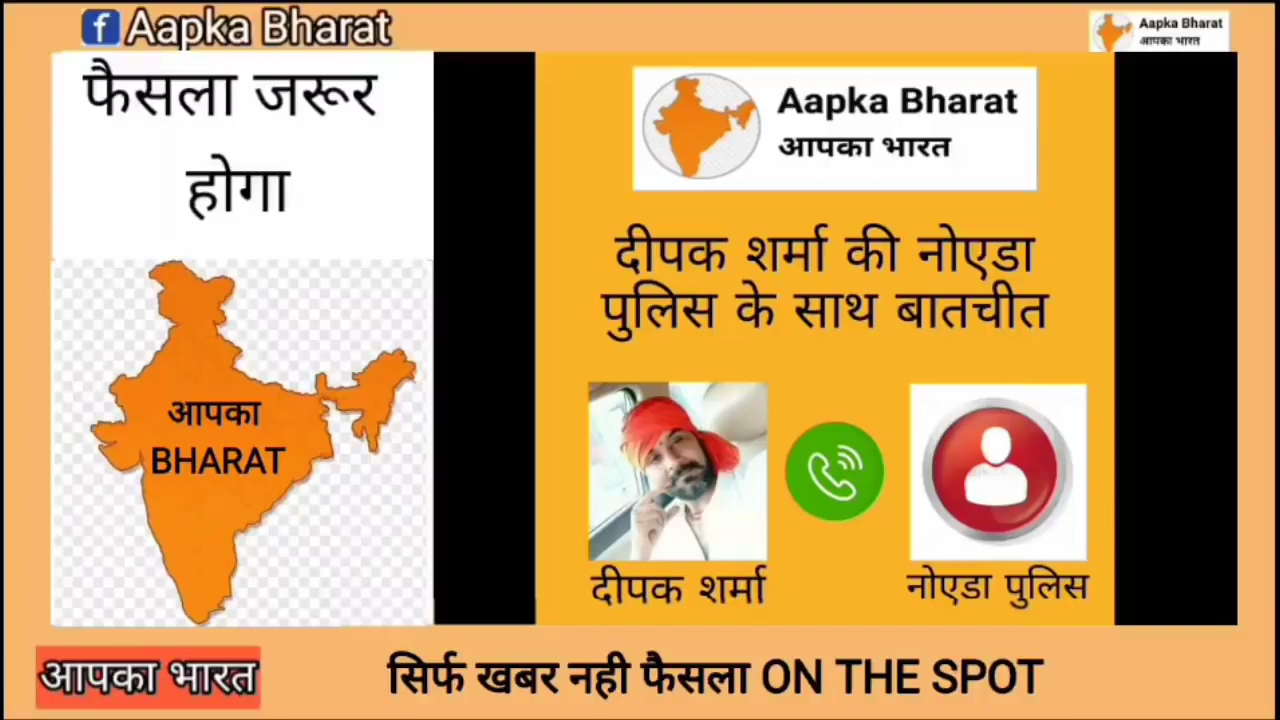 Aapka Bharat
Aapka Bharat
आपका भारत
फैसला जरूर
होगा
आपका
BHARAT
Aapka Bharat
आपका भारत
दीपक शर्मा की नोएडा
पुलिस के साथ बातचीत
दीपक शर्मा
नोएडा पुलिस
आपका भारत
सिर्फ खबर नही फैसला ON THE SPOT